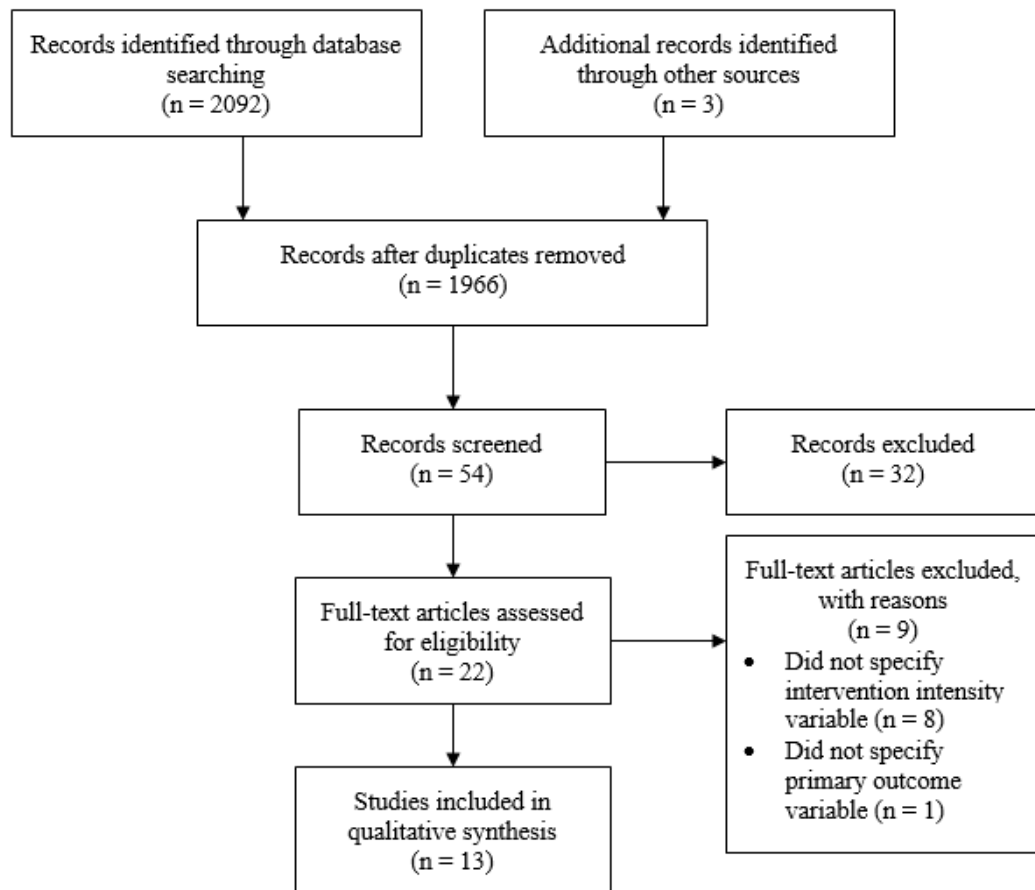 Records identified through database
searching
(n = 2092)
Additional records identified
through other sources
(n = 3)
Records after duplicates removed
(n = 1966)
Records screened
(n = 54)
Records excluded
(n = 32)
Full-text articles assessed
for eligibility
(n = 22)
Full-text articles excluded,
with reasons
(n = 9)
• Did not specify
intervention intensity
variable (n = 8)
• Did not specify
primary outcome
variable (n = 1)
Studies included in
qualitative synthesis
(n = 13)